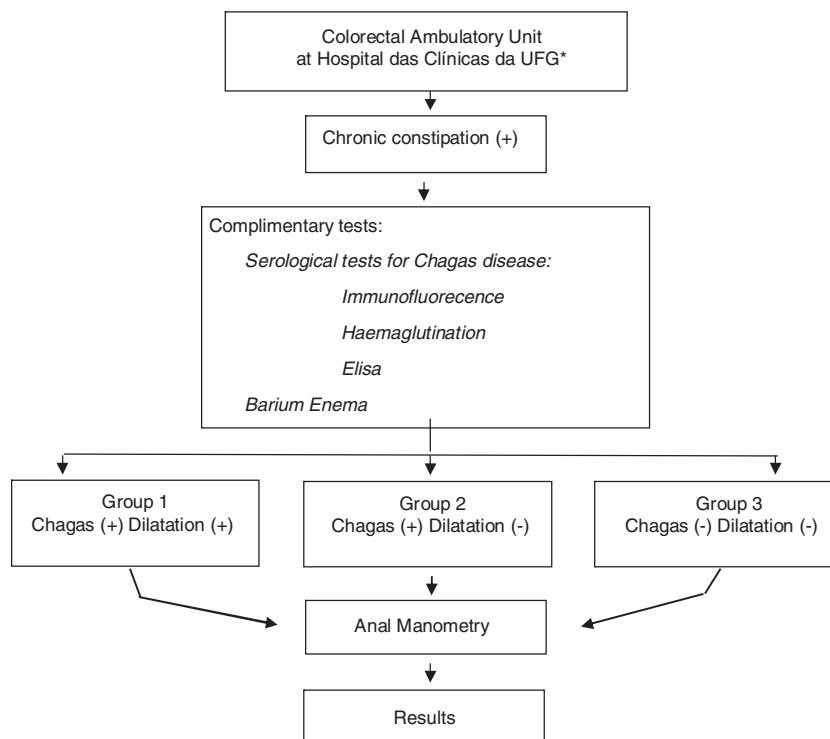 Colorectal Ambulatory Unit
at Hospital das Clínicas da UFG*
Chronic constipation (+)
Complimentary tests:
Serological tests for Chagas disease:
Immunofluorecence
Haemaglutination
Elisa
Barium Enema
Group 1
Chagas (+) Dilatation (+)
Group 2
Chagas (+) Dilatation (-)
Group 3
Chagas (-) Dilatation (-)
Anal Manometry
Results